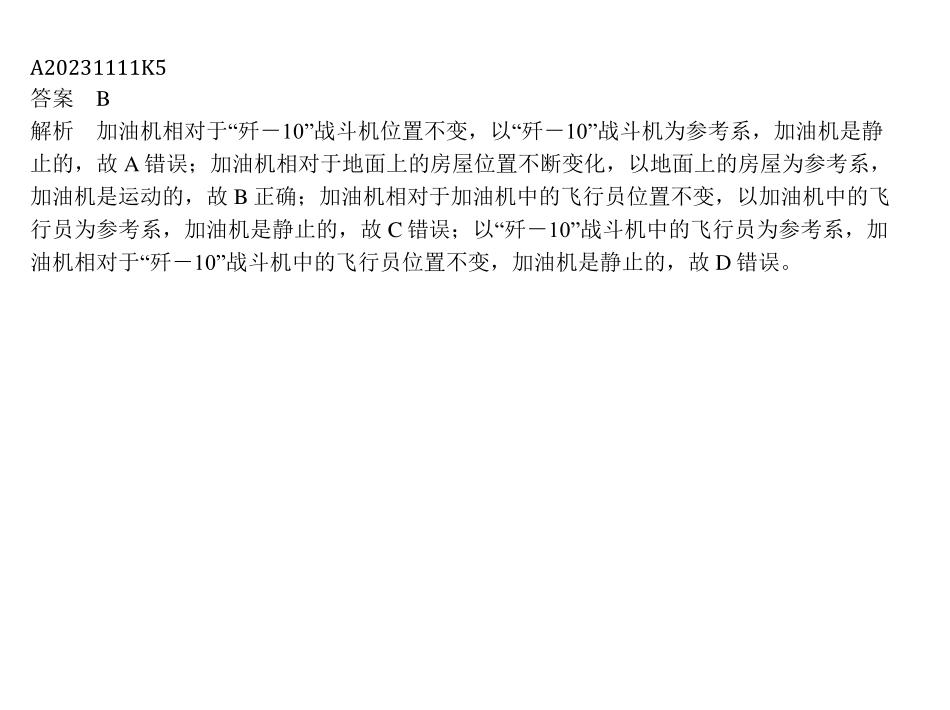 A20231111K5
答案　B
解析　加油机相对于“歼－10”战斗机位置不变，以“歼－10”战斗机为参考系，加油机是静
止的，故 A 错误；加油机相对于地面上的房屋位置不断变化，以地面上的房屋为参考系，
加油机是运动的，故 B 正确；加油机相对于加油机中的飞行员位置不变，以加油机中的飞
行员为参考系，加油机是静止的，故 C 错误；以“歼－10”战斗机中的飞行员为参考系，加
油机相对于“歼－10”战斗机中的飞行员位置不变，加油机是静止的，故 D 错误。